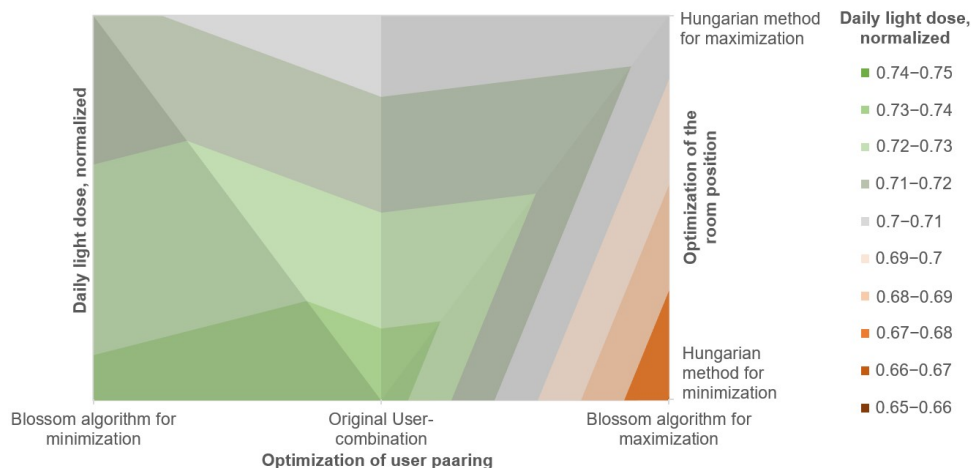 Hungarian method
for maximization
Daily light dose,
normalized
0.74–0.75
0.73–0.74
0.72–0.73
0.71–0.72
0.7–0.71
0.69–0.7
0.68–0.69
0.67–0.68
0.66–0.67
0.65–0.66
Daily light dose, normalized
Optimization of the
room position
Hungarian
method for
minimization
Blossom algorithm for
minimization
Original User-
combination
Blossom algorithm for
maximization
Optimization of user paaring